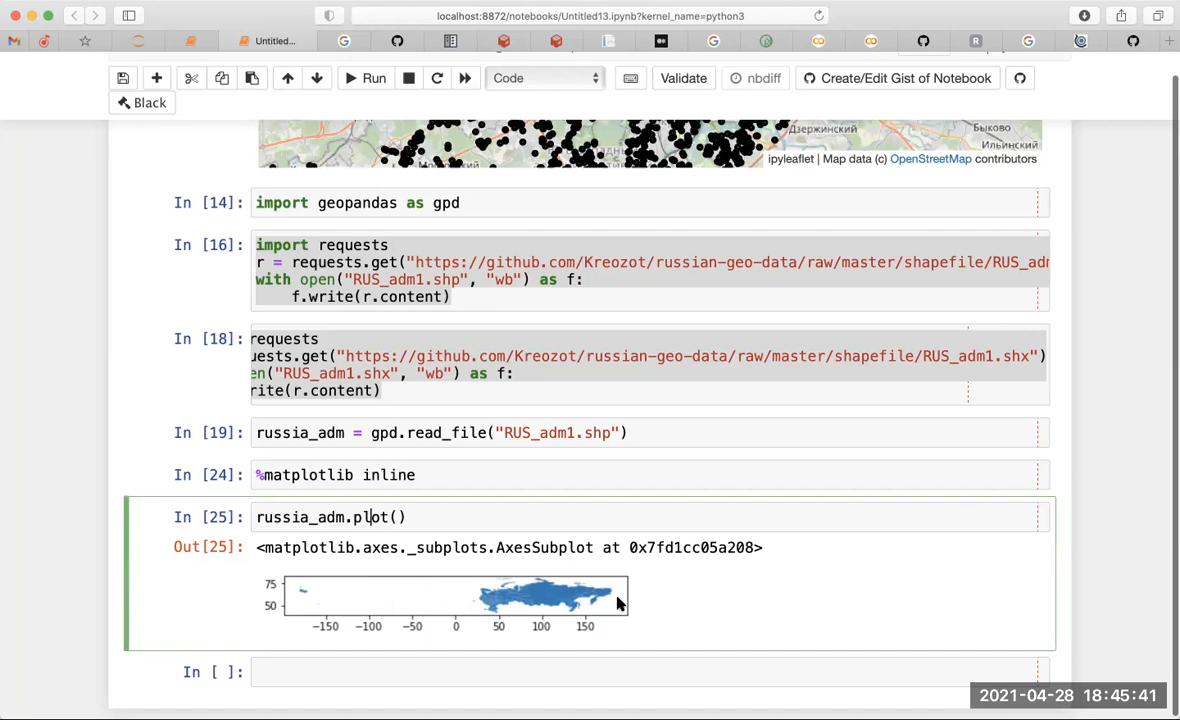 localhost:8872/notebooks/Untitled13.ipynb?kernel_name=python3
Untitled...
Run
Code
Validate
nbdiff
Create/Edit Gist of Notebook
Black
Дзержинский
Быково
Ильинский
ipyleaflet | Map data (c) OpenStreetMap contributors
In [14]: import geopandas as gpd
In [16]: import requests
r = requests.get("https://github.com/Kreozot/russian-geo-data/raw/master/shapefile/RUS_adm
with open("RUS_adm1.shp", "wb") as f:
f.write(r.content)
In [18]: requests
uests.get("https://github.com/Kreozot/russian-geo-data/raw/master/shapefile/RUS_adm1.shx")
en("RUS_adm1.shx", "wb") as f:
rite(r.content)
In [19]: russia_adm = gpd.read_file("RUS_adm1.shp")
In [24]: %matplotlib inline
In [25]: russia_adm.plot()
Out[25]: <matplotlib.axes._subplots.AxesSubplot at 0x7fd1cc05a208>
75
50
−150 −100 −50 0 50 100 150
In [ ]:
2021-04-28 18:45:41